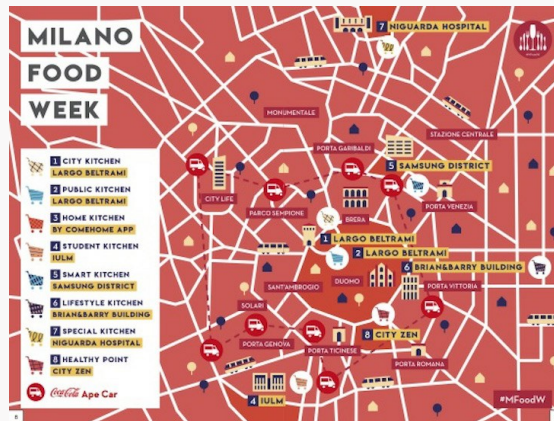 MILANO
FOOD
WEEK
1 CITY KITCHEN
LARGO BELTRAMI
2 PUBLIC KITCHEN
LARGO BELTRAMI
3 HOME KITCHEN
BY COMEHOME APP
4 STUDENT KITCHEN
IULM
5 SMART KITCHEN
SAMSUNG DISTRICT
6 LIFESTYLE KITCHEN
BRIAN&BARRY BUILDING
7 SPECIAL KITCHEN
NIGUARDA HOSPITAL
8 HEALTHY POINT
CITY ZEN
Coca-Cola Ape Car
7 NIGUARDA HOSPITAL
MONUMENTALE
STAZIONE CENTRALE
PORTA GARIBALDI
5 SAMSUNG DISTRICT
CITY LIFE
PARCO SEMPIONE
BRERA
PORTA VENEZIA
1 LARGO BELTRAMI
2 LARGO BELTRAMI
6 BRIAN&BARRY BUILDING
SANT'AMBROGIO
DUOMO
PORTA VITTORIA
SOLARI
8 CITY ZEN
PORTA GENOVA
PORTA TICINESE
PORTA ROMANA
4 IULM
#MFoodW